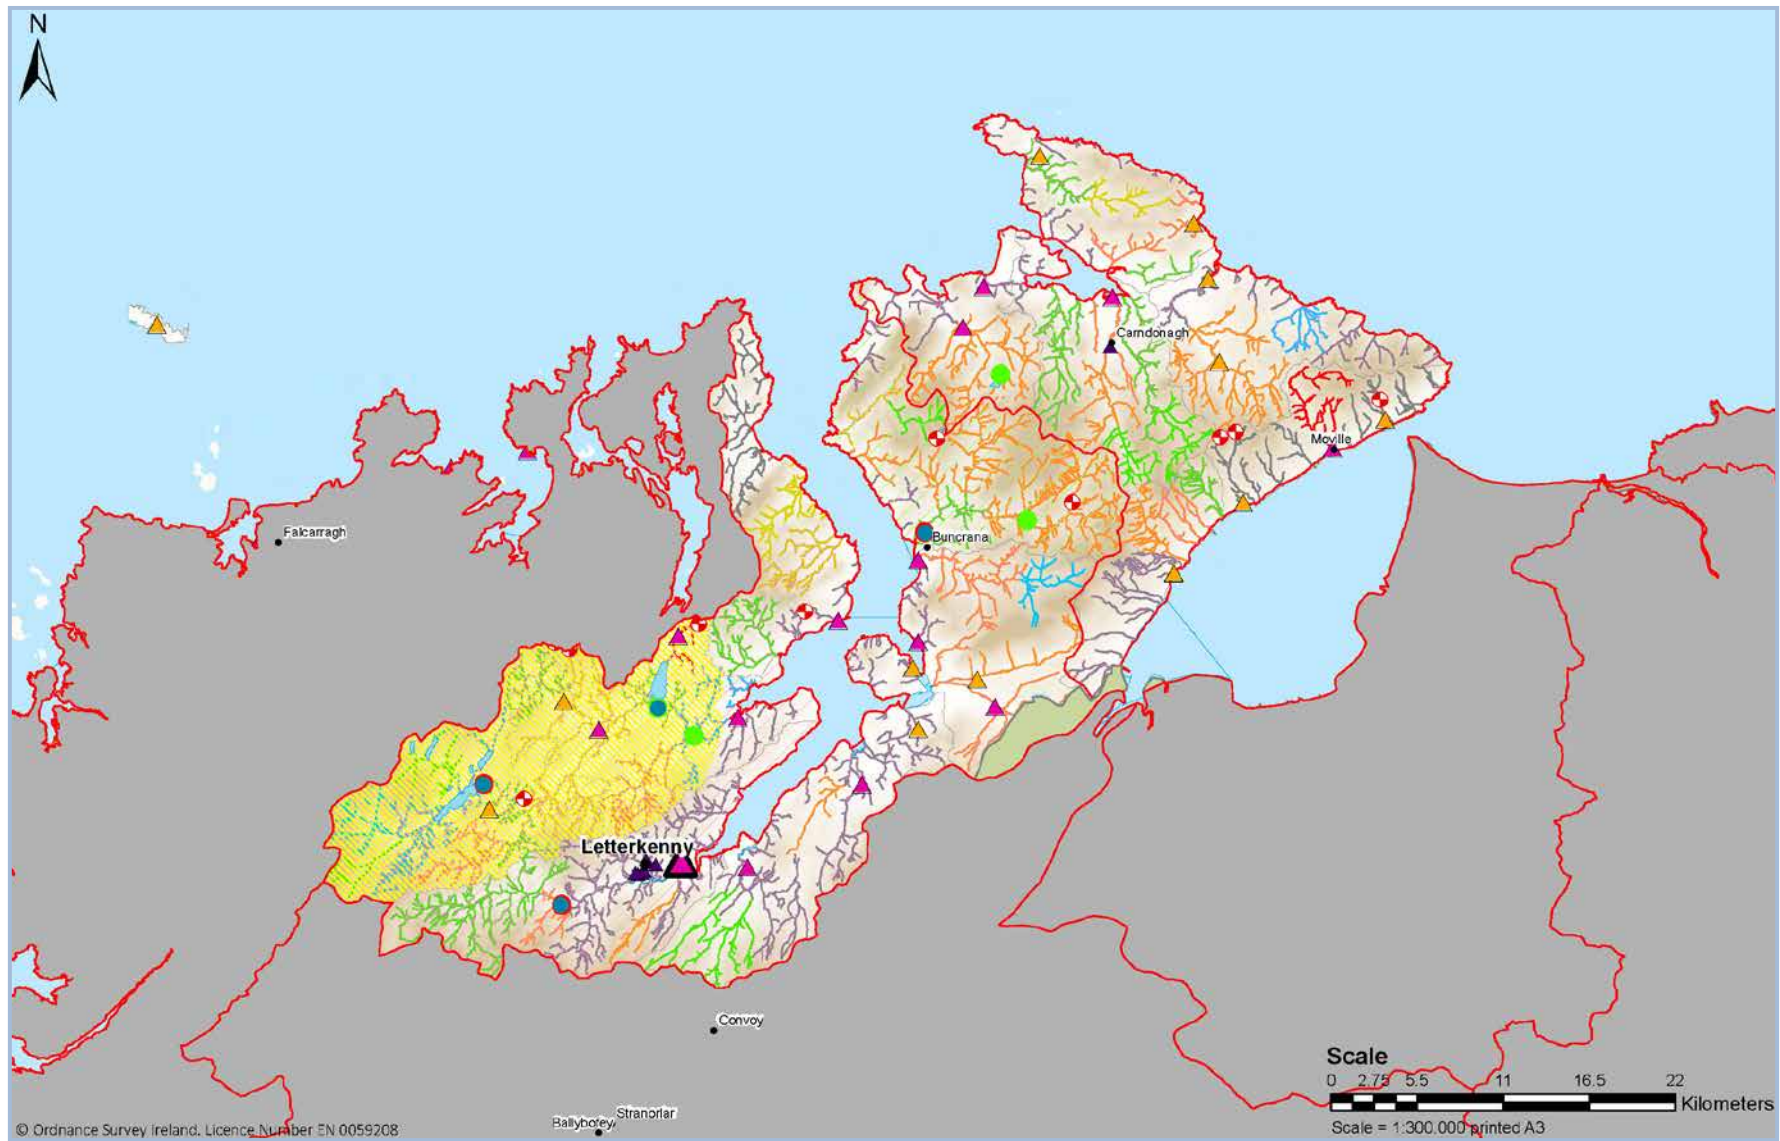 N
Carndonagh
Moville
Falcarragh
Buncrana
Letterkenny
Convoy
Stranorlar
Ballybofey/
Scale
0 2.75 5.5 11 16.5 22
Kilometers
Scale = 1:300,000 printed A3
© Ordnance Survey Ireland. Licence Number EN 0059208